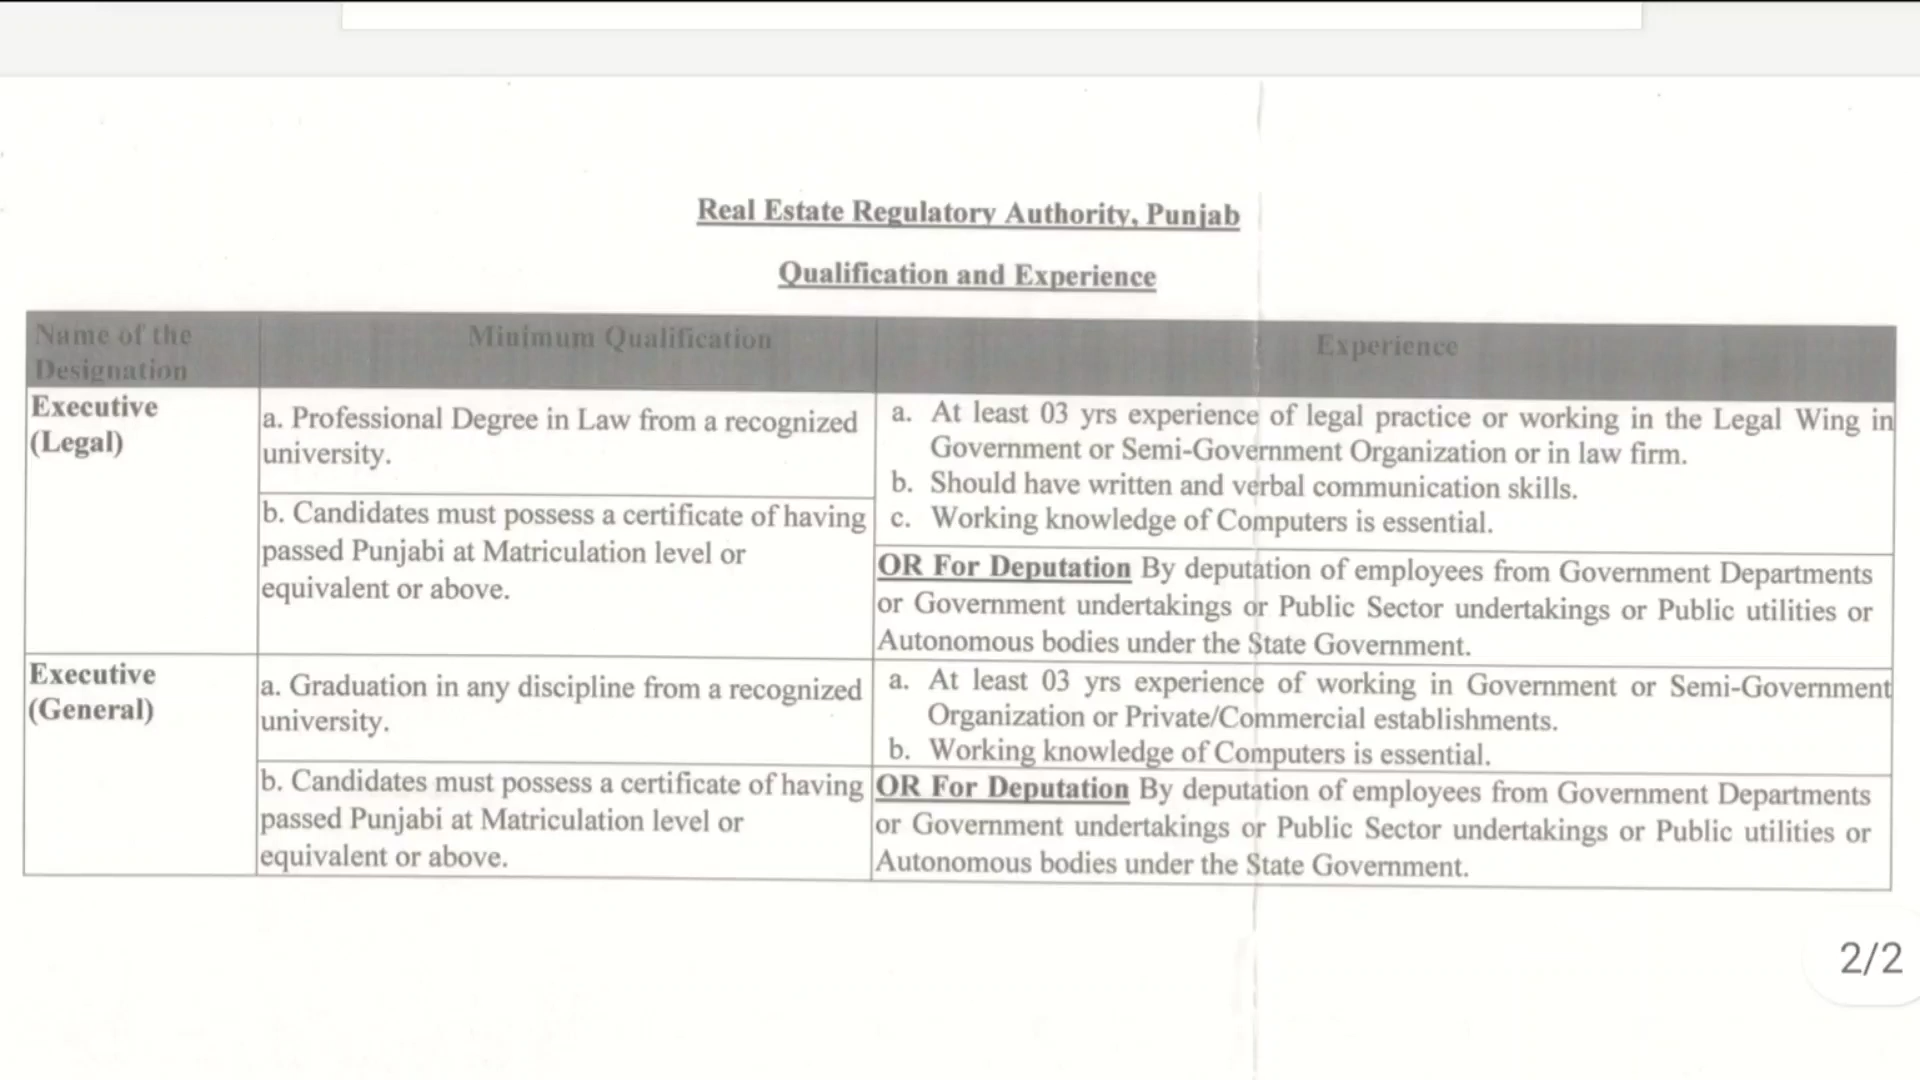 Real Estate Regulatory Authority, Punjab
Qualification and Experience
Name of the
Designation
Minimum Qualification
Experience
Executive
(Legal)
a. Professional Degree in Law from a recognized
university.
b. Candidates must possess a certificate of having
passed Punjabi at Matriculation level or
equivalent or above.
a. At least 03 yrs experience of legal practice or working in the Legal Wing in
Government or Semi-Government Organization or in law firm.
b. Should have written and verbal communication skills.
c. Working knowledge of Computers is essential.
OR For Deputation By deputation of employees from Government Departments
or Government undertakings or Public Sector undertakings or Public utilities or
Autonomous bodies under the State Government.
Executive
(General)
a. Graduation in any discipline from a recognized
university.
b. Candidates must possess a certificate of having
passed Punjabi at Matriculation level or
equivalent or above.
a. At least 03 yrs experience of working in Government or Semi-Government
Organization or Private/Commercial establishments.
b. Working knowledge of Computers is essential.
OR For Deputation By deputation of employees from Government Departments
or Government undertakings or Public Sector undertakings or Public utilities or
Autonomous bodies under the State Government.
2/2